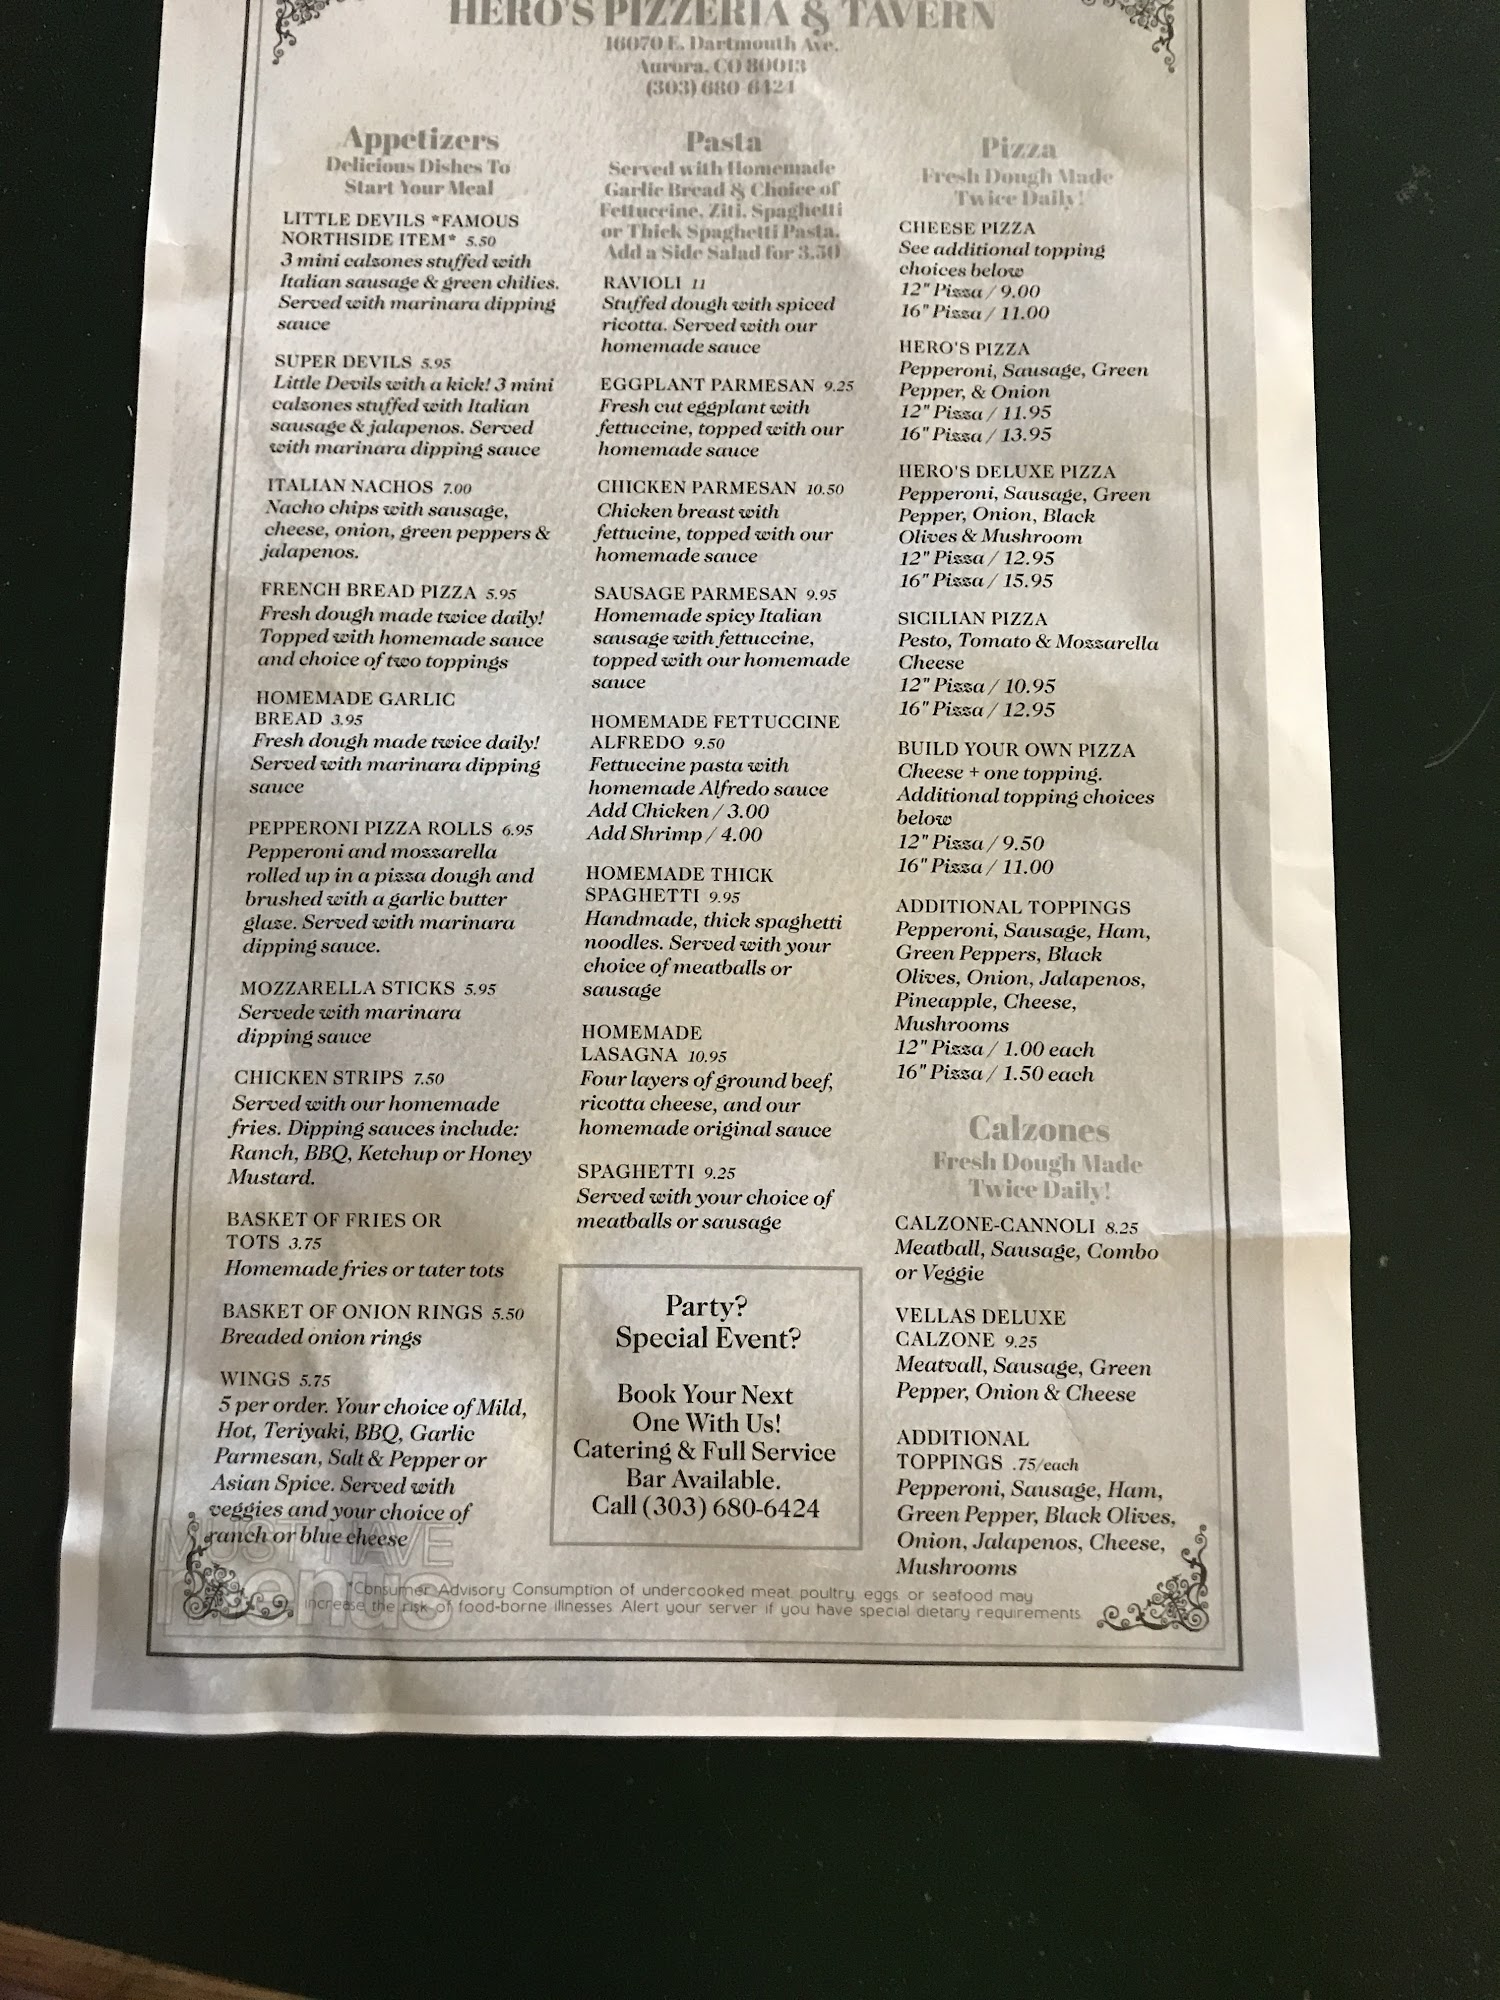 HERO'S PIZZERIA & TAVERN
16070 E. Dartmouth Ave.
Aurora, CO 80013
(303) 680-6424
Appetizers
Delicious Dishes To
Start Your Meal
LITTLE DEVILS *FAMOUS
NORTHSIDE ITEM* 5.50
3 mini calzones stuffed with
Italian sausage & green chilies.
Served with marinara dipping
sauce
SUPER DEVILS 5.95
Little Devils with a kick! 3 mini
calzones stuffed with Italian
sausage & jalapenos. Served
with marinara dipping sauce
ITALIAN NACHOS 7.00
Nacho chips with sausage,
cheese, onion, green peppers &
jalapenos.
FRENCH BREAD PIZZA 5.95
Fresh dough made twice daily!
Topped with homemade sauce
and choice of two toppings
HOMEMADE GARLIC
BREAD 3.95
Fresh dough made twice daily!
Served with marinara dipping
sauce
PEPPERONI PIZZA ROLLS 6.95
Pepperoni and mozzarella
rolled up in a pizza dough and
brushed with a garlic butter
glaze. Served with marinara
dipping sauce.
MOZZARELLA STICKS 5.95
Servede with marinara
dipping sauce
CHICKEN STRIPS 7.50
Served with our homemade
fries. Dipping sauces include:
Ranch, BBQ, Ketchup or Honey
Mustard.
BASKET OF FRIES OR
TOTS 3.75
Homemade fries or tater tots
BASKET OF ONION RINGS 5.50
Breaded onion rings
WINGS 5.75
5 per order. Your choice of Mild,
Hot, Teriyaki, BBQ, Garlic
Parmesan, Salt & Pepper or
Asian Spice. Served with
veggies and your choice of
ranch or blue cheese
Pasta
Served with Homemade
Garlic Bread & Choice of
Fettuccine, Ziti, Spaghetti
or Thick Spaghetti Pasta.
Add a Side Salad for 3.50
RAVIOLI 11
Stuffed dough with spiced
ricotta. Served with our
homemade sauce
EGGPLANT PARMESAN 9.25
Fresh cut eggplant with
fettuccine, topped with our
homemade sauce
CHICKEN PARMESAN 10.50
Chicken breast with
fettucine, topped with our
homemade sauce
SAUSAGE PARMESAN 9.95
Homemade spicy Italian
sausage with fettuccine,
topped with our homemade
sauce
HOMEMADE FETTUCCINE
ALFREDO 9.50
Fettuccine pasta with
homemade Alfredo sauce
Add Chicken / 3.00
Add Shrimp / 4.00
HOMEMADE THICK
SPAGHETTI 9.95
Handmade, thick spaghetti
noodles. Served with your
choice of meatballs or
sausage
HOMEMADE
LASAGNA 10.95
Four layers of ground beef,
ricotta cheese, and our
homemade original sauce
SPAGHETTI 9.25
Served with your choice of
meatballs or sausage
Party?
Special Event?
Book Your Next
One With Us!
Catering & Full Service
Bar Available.
Call (303) 680-6424
Pizza
Fresh Dough Made
Twice Daily!
CHEESE PIZZA
See additional topping
choices below
12" Pizza / 9.00
16" Pizza / 11.00
HERO'S PIZZA
Pepperoni, Sausage, Green
Pepper, & Onion
12" Pizza / 11.95
16" Pizza / 13.95
HERO'S DELUXE PIZZA
Pepperoni, Sausage, Green
Pepper, Onion, Black
Olives & Mushroom
12" Pizza / 12.95
16" Pizza / 15.95
SICILIAN PIZZA
Pesto, Tomato & Mozzarella
Cheese
12" Pizza / 10.95
16" Pizza / 12.95
BUILD YOUR OWN PIZZA
Cheese + one topping.
Additional topping choices
below
12" Pizza / 9.50
16" Pizza / 11.00
ADDITIONAL TOPPINGS
Pepperoni, Sausage, Ham,
Green Peppers, Black
Olives, Onion, Jalapenos,
Pineapple, Cheese,
Mushrooms
12" Pizza / 1.00 each
16" Pizza / 1.50 each
Calzones
Fresh Dough Made
Twice Daily!
CALZONE-CANNOLI 8.25
Meatball, Sausage, Combo
or Veggie
VELLAS DELUXE
CALZONE 9.25
Meatvall, Sausage, Green
Pepper, Onion & Cheese
ADDITIONAL
TOPPINGS .75/each
Pepperoni, Sausage, Ham,
Green Pepper, Black Olives,
Onion, Jalapenos, Cheese,
Mushrooms
MUST HAVE
menus
*Consumer Advisory Consumption of undercooked meat, poultry, eggs, or seafood may
increase the risk of food-borne illnesses. Alert your server if you have special dietary requirements.